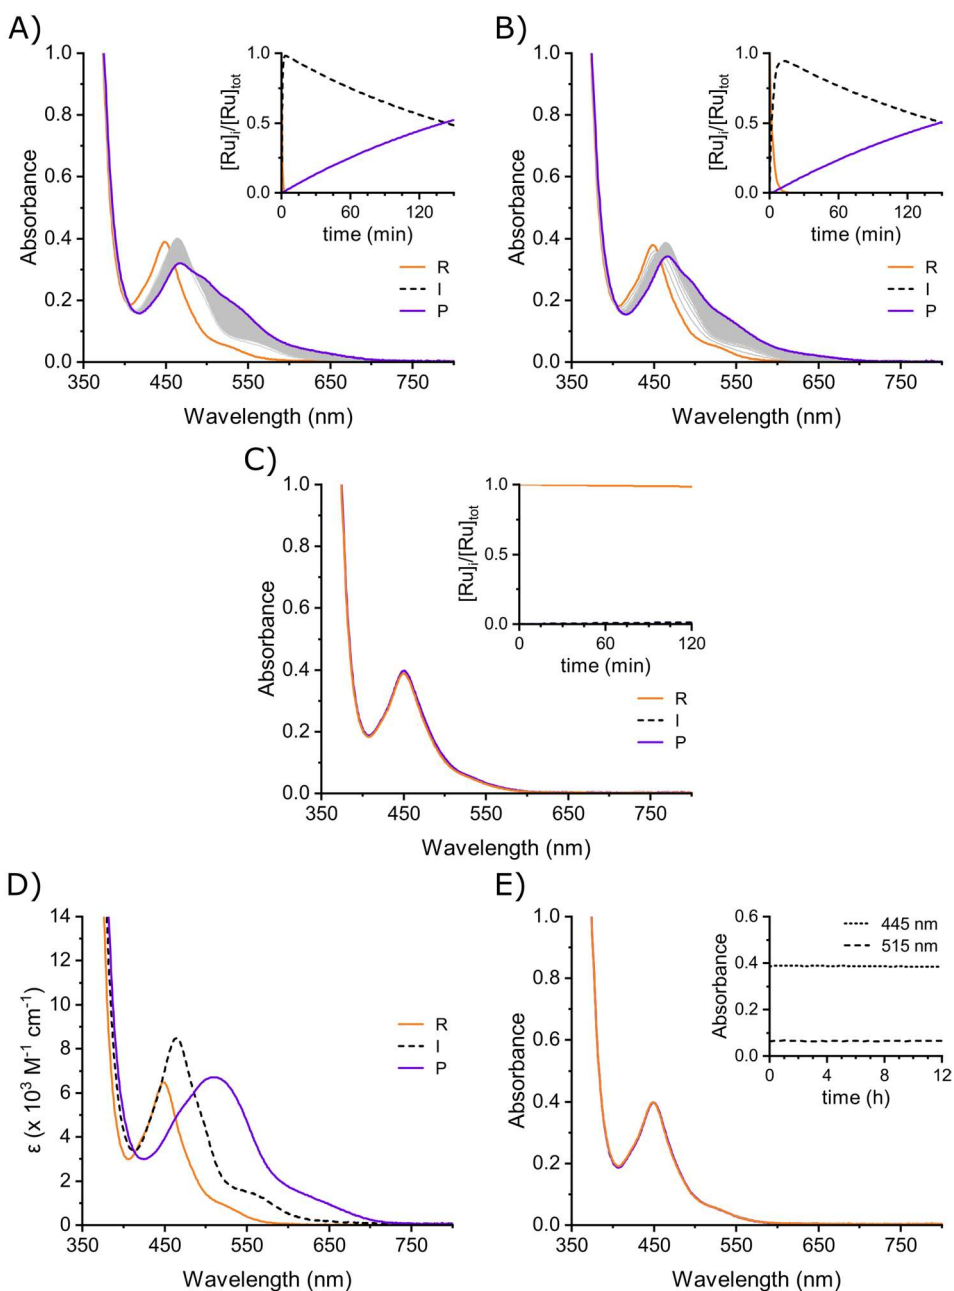 A)
1.0
0.8
0.6
0.4
0.2
0.0
Absorbance
350 450 550 650 750
Wavelength (nm)
1.0
0.5
0.0
[Ru]i/[Ru]tot
0 60 120
time (min)
R
I
P
B)
1.0
0.8
0.6
0.4
0.2
0.0
Absorbance
350 450 550 650 750
Wavelength (nm)
1.0
0.5
0.0
[Ru]i/[Ru]tot
0 60 120
time (min)
R
I
P
C)
1.0
0.8
0.6
0.4
0.2
0.0
Absorbance
350 450 550 650 750
Wavelength (nm)
1.0
0.5
0.0
[Ru]i/[Ru]tot
0 60 120
time (min)
R
I
P
D)
14
12
10
8
6
4
2
0
ε (x 10³ M⁻¹ cm⁻¹)
350 450 550 650 750
Wavelength (nm)
R
I
P
E)
1.0
0.8
0.6
0.4
0.2
0.0
Absorbance
350 450 550 650 750
Wavelength (nm)
0.6
0.4
0.2
0.0
Absorbance
0 4 8 12
time (h)
445 nm
515 nm